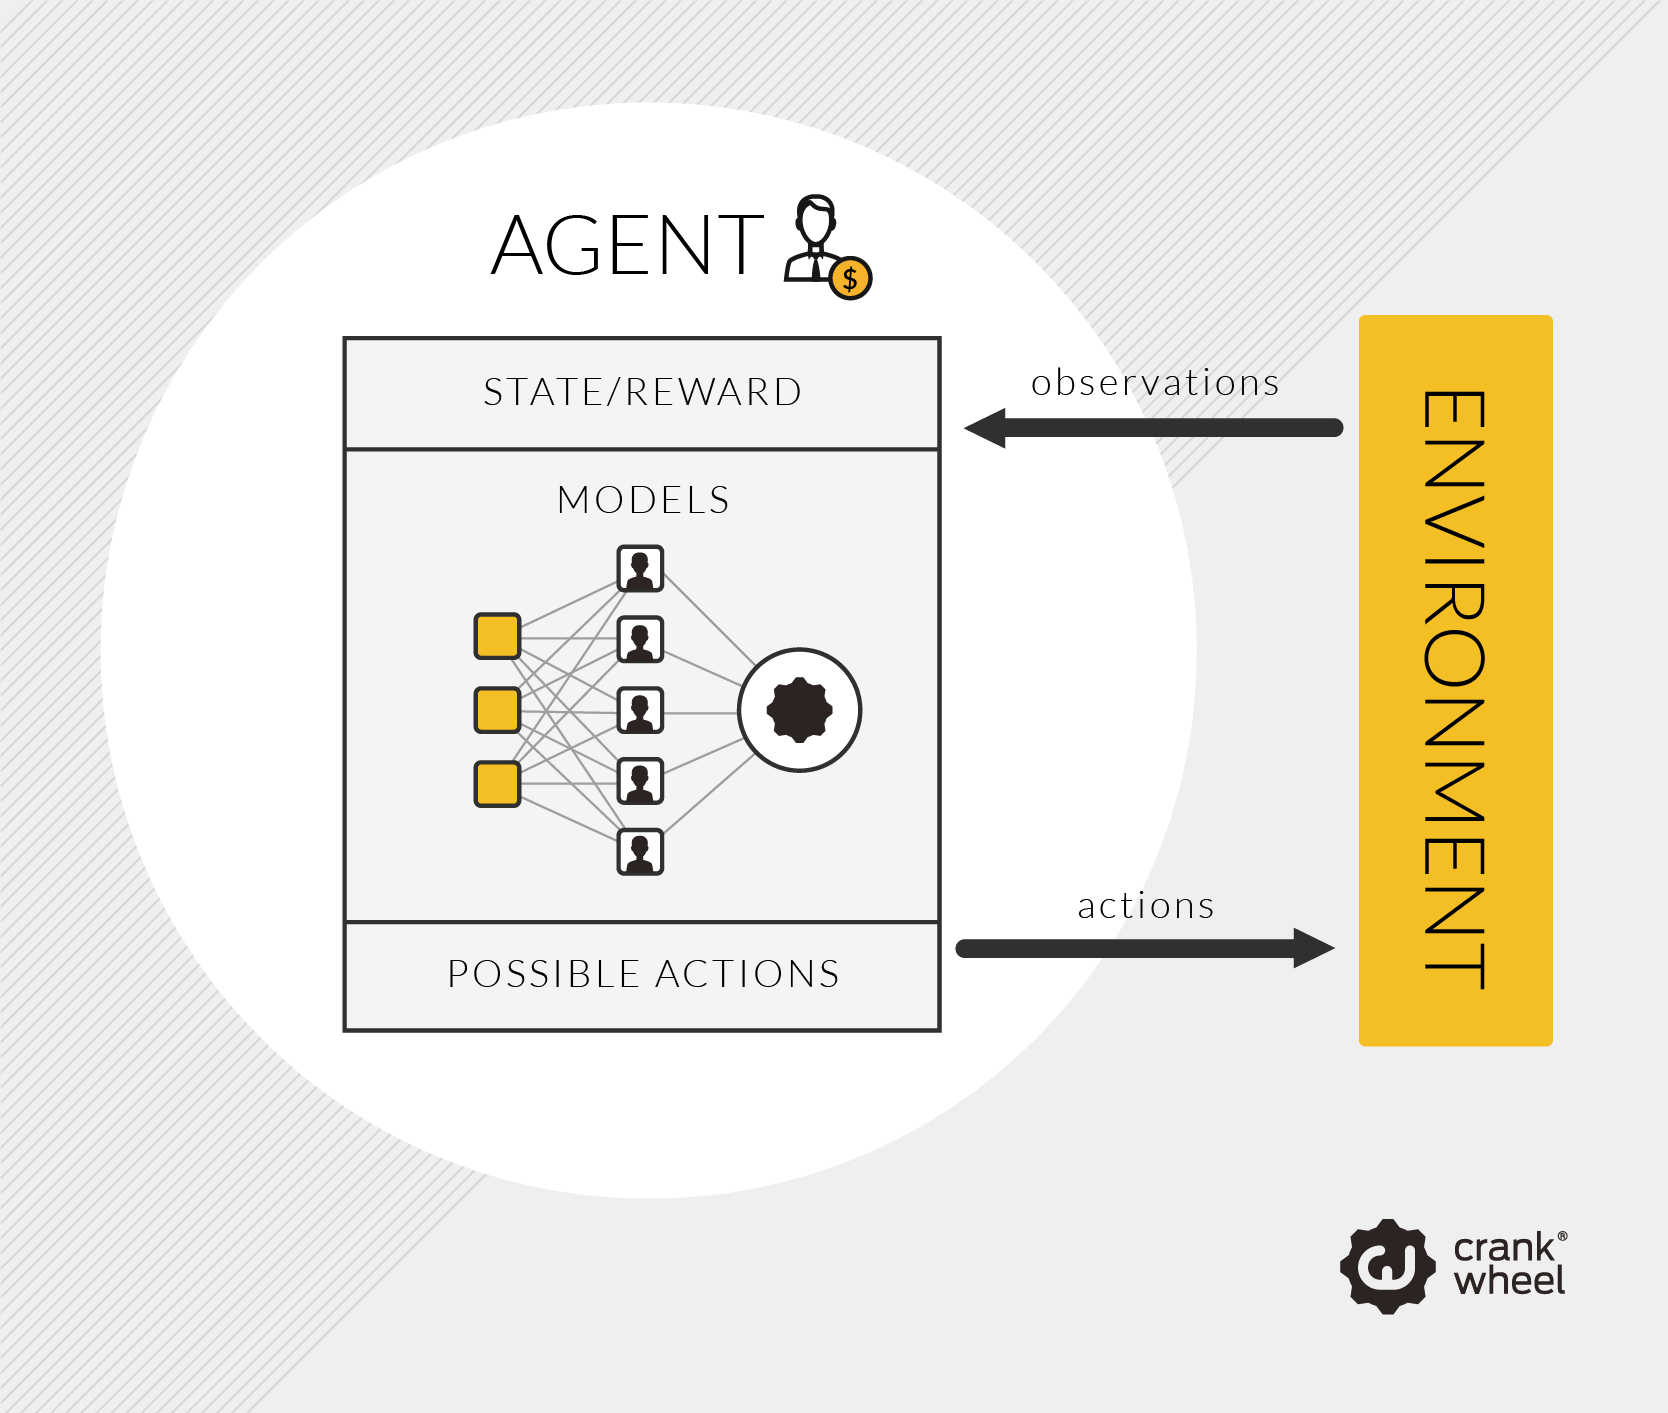 AGENT
$
STATE/REWARD
observations
MODELS
ENVIRONMENT
actions
POSSIBLE ACTIONS
crank®
wheel